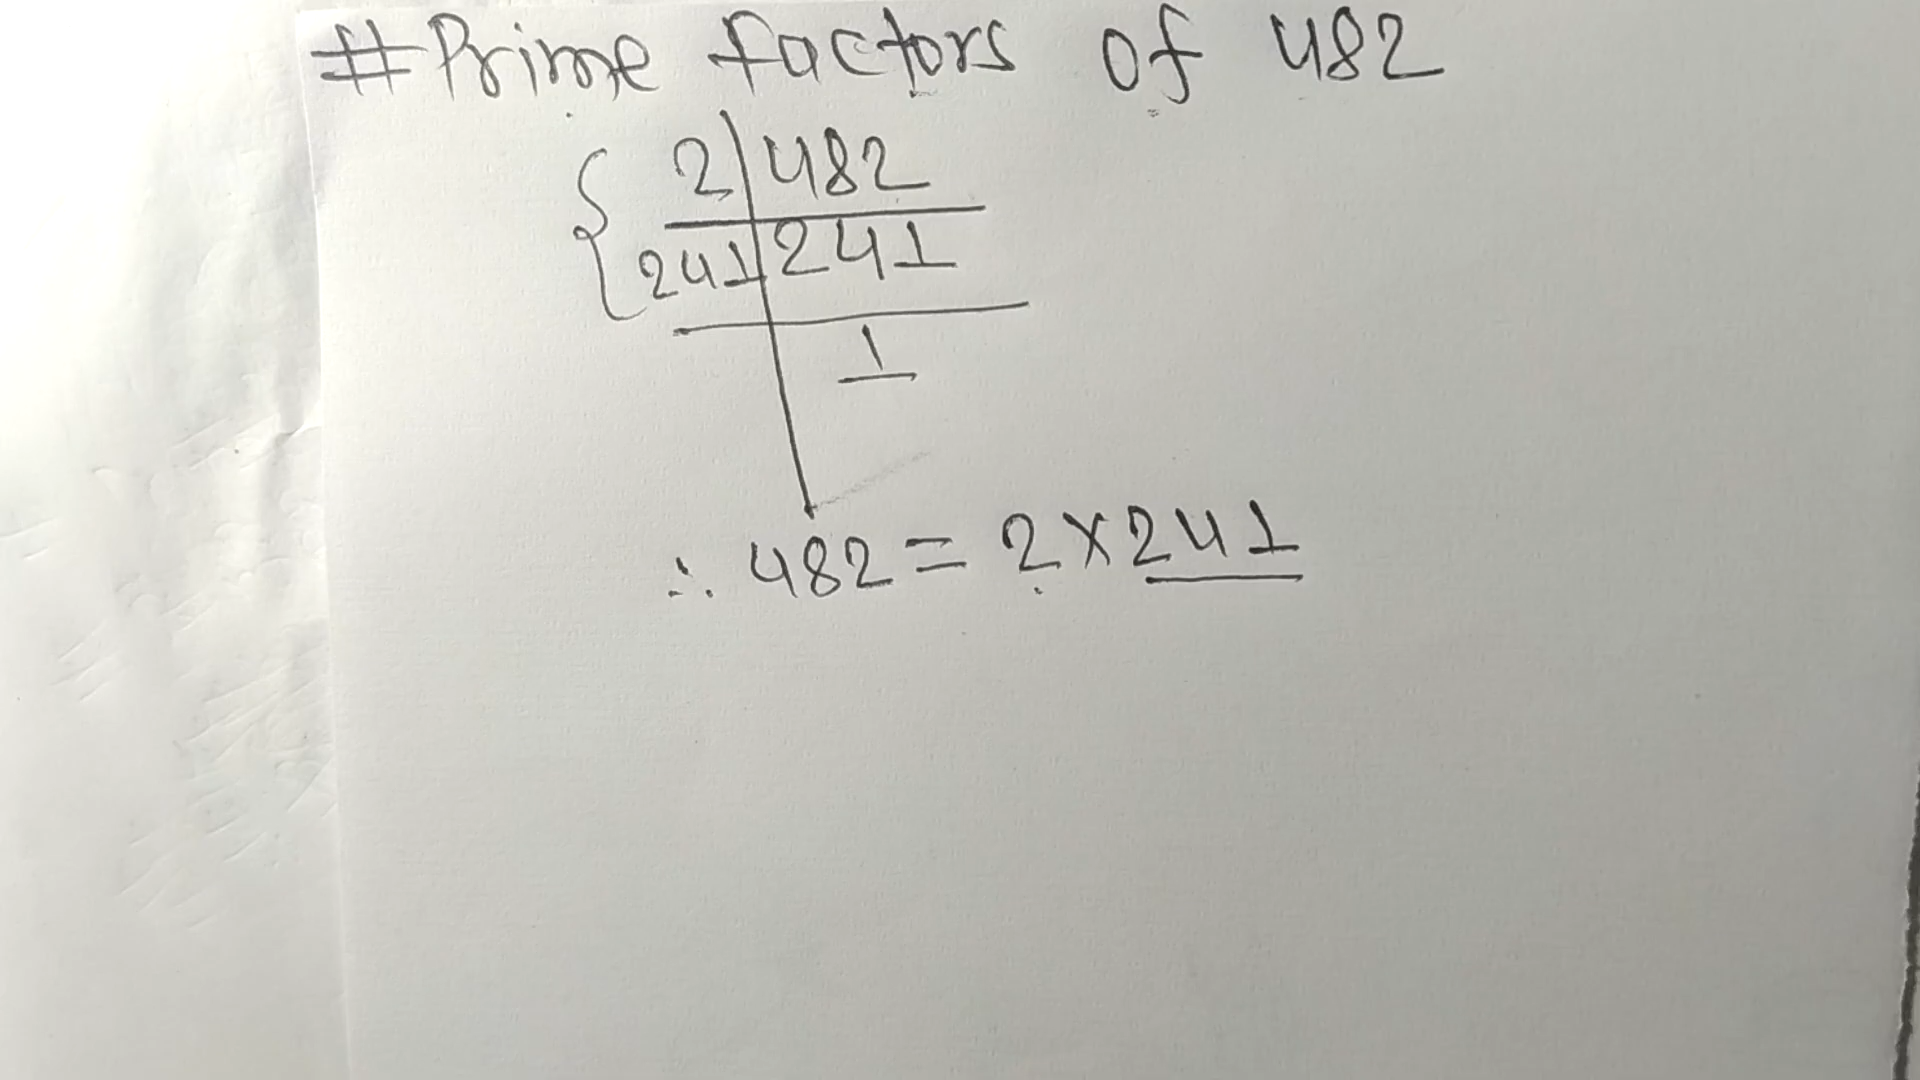 #Prime factors of 482
2 | 482
241 | 241
1
∴ 482 = 2 × 241